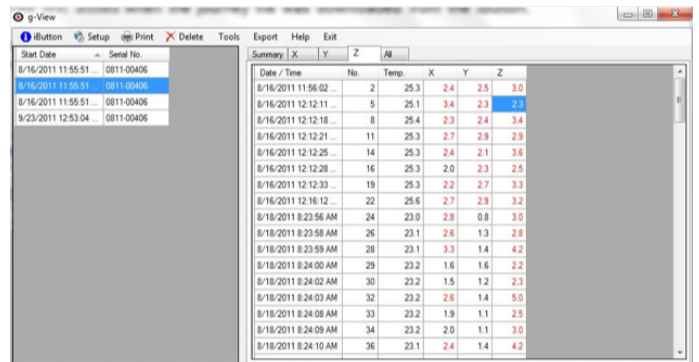 g-View
iButton Setup Print Delete Tools Export Help Exit
Start Date Serial No.
8/16/2011 11:55:51 ... 0811-00406
8/16/2011 11:55:51 ... 0811-00406
8/16/2011 11:55:51 ... 0811-00406
9/23/2011 12:53:04 ... 0811-00406
Summary X Y Z All
Date / Time No. Temp. X Y Z
8/16/2011 11:56:02 ... 2 25.3 2.4 2.5 3.0
8/16/2011 12:12:11 ... 5 25.1 3.4 2.3 2.3
8/16/2011 12:12:18 ... 8 25.4 2.3 2.4 3.4
8/16/2011 12:12:21 ... 11 25.3 2.7 2.9 2.9
8/16/2011 12:12:25 ... 14 25.3 2.4 2.1 3.6
8/16/2011 12:12:28 ... 16 25.3 2.0 2.3 2.5
8/16/2011 12:12:33 ... 19 25.3 2.2 2.7 3.3
8/16/2011 12:16:12 ... 22 25.6 2.7 2.9 3.2
8/18/2011 8:23:56 AM 24 23.0 2.8 0.8 3.0
8/18/2011 8:23:58 AM 26 23.1 2.6 1.3 2.8
8/18/2011 8:23:59 AM 28 23.1 3.3 1.4 4.2
8/18/2011 8:24:00 AM 29 23.2 1.6 1.6 2.2
8/18/2011 8:24:02 AM 30 23.2 1.5 1.2 2.3
8/18/2011 8:24:03 AM 32 23.2 2.6 1.4 5.0
8/18/2011 8:24:08 AM 33 23.2 1.9 1.1 2.5
8/18/2011 8:24:09 AM 34 23.2 2.0 1.1 3.0
8/18/2011 8:24:10 AM 36 23.1 2.4 1.4 4.2